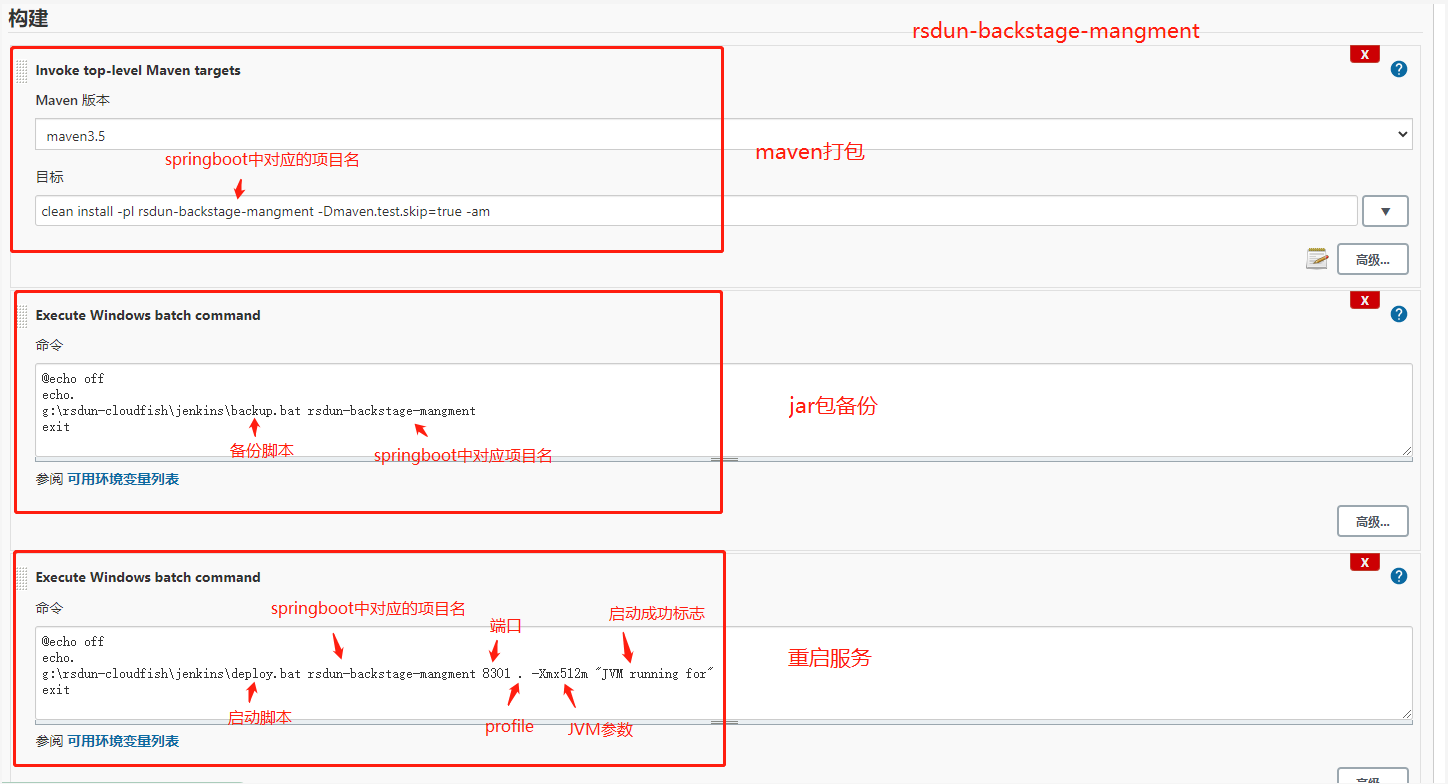 构建
rsdun-backstage-mangment
X
?
Invoke top-level Maven targets
Maven 版本
maven3.5
maven打包
springboot中对应的项目名
目标
clean install -pl rsdun-backstage-mangment -Dmaven.test.skip=true -am
▼
高级...
X
?
Execute Windows batch command
命令
@echo off
echo.
g:\rsdun-cloudfish\jenkins\backup.bat rsdun-backstage-mangment
exit
jar包备份
备份脚本
springboot中对应项目名
参阅 可用环境变量列表
高级...
X
?
Execute Windows batch command
命令
springboot中对应的项目名
启动成功标志
端口
@echo off
echo.
g:\rsdun-cloudfish\jenkins\deploy.bat rsdun-backstage-mangment 8301 . -Xmx512m "JVM running for"
exit
重启服务
启动脚本
profile
JVM参数
参阅 可用环境变量列表
高级...